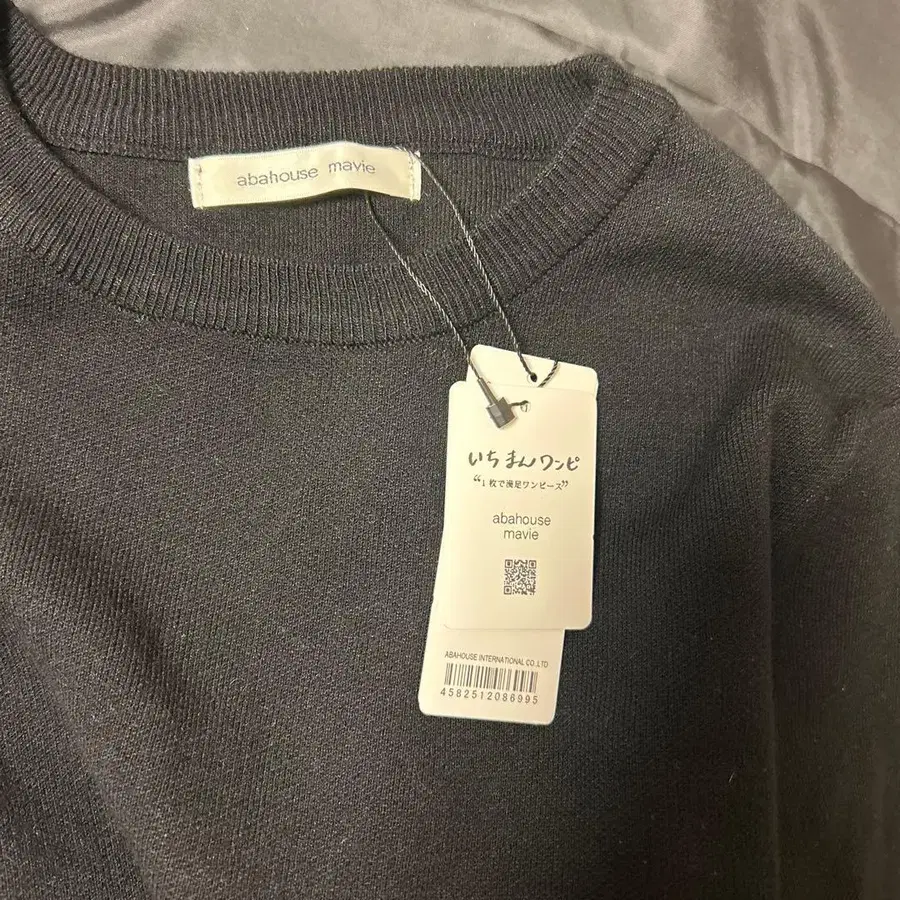 abahouse mavie
いちまんワンピ
“1枚で満足ワンピース”
abahouse
mavie
ABAHOUSE INTERNATIONAL CO.,LTD
4582512086995